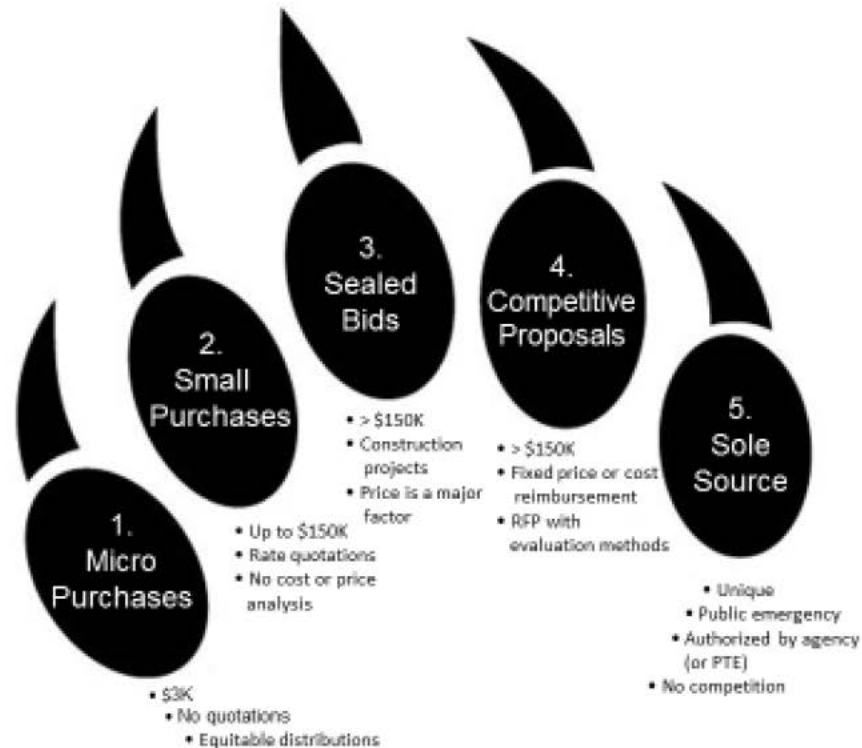 1.
Micro
Purchases
• $3K
• No quotations
• Equitable distributions
2.
Small
Purchases
• Up to $150K
• Rate quotations
• No cost or price
analysis
3.
Sealed
Bids
• > $150K
• Construction
projects
• Price is a major
factor
4.
Competitive
Proposals
• > $150K
• Fixed price or cost
reimbursement
• RFP with
evaluation methods
5.
Sole
Source
• Unique
• Public emergency
• Authorized by agency
(or PTE)
• No competition